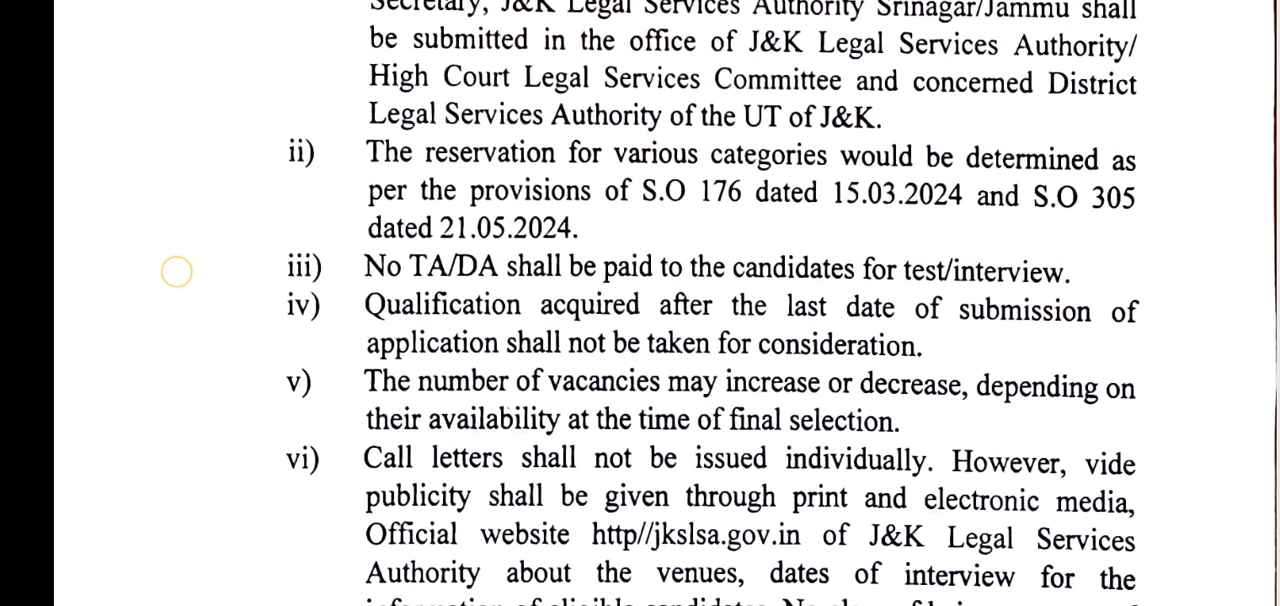 Secretary, J&K Legal Services Authority Srinagar/Jammu shall
be submitted in the office of J&K Legal Services Authority/
High Court Legal Services Committee and concerned District
Legal Services Authority of the UT of J&K.
ii) The reservation for various categories would be determined as
per the provisions of S.O 176 dated 15.03.2024 and S.O 305
dated 21.05.2024.
iii) No TA/DA shall be paid to the candidates for test/interview.
iv) Qualification acquired after the last date of submission of
application shall not be taken for consideration.
v) The number of vacancies may increase or decrease, depending on
their availability at the time of final selection.
vi) Call letters shall not be issued individually. However, vide
publicity shall be given through print and electronic media,
Official website http//jkslsa.gov.in of J&K Legal Services
Authority about the venues, dates of interview for the
information of eligible candidates. No